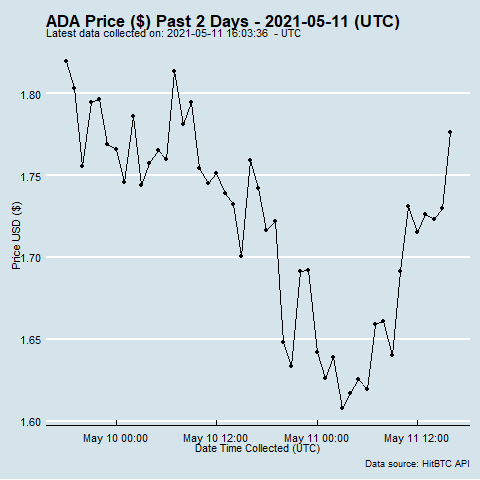 ADA Price ($) Past 2 Days - 2021-05-11 (UTC)
Latest data collected on: 2021-05-11 16:03:36 - UTC
Price USD ($)
1.80
1.75
1.70
1.65
1.60
May 10 00:00 May 10 12:00 May 11 00:00 May 11 12:00
Date Time Collected (UTC)
Data source: HitBTC API